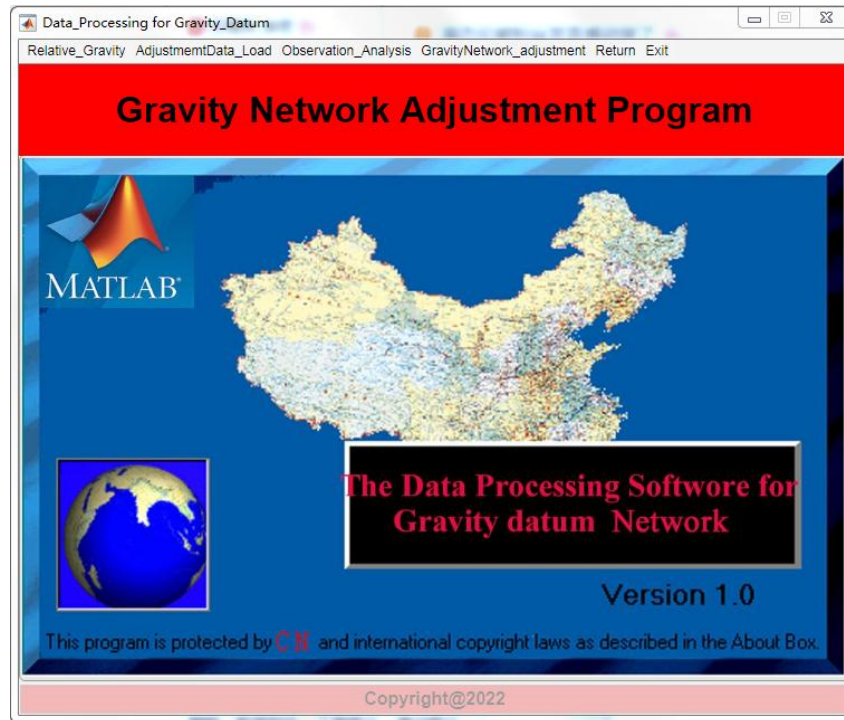 Data_Processing for Gravity_Datum
Relative_Gravity AdjustmemtData_Load Observation_Analysis GravityNetwork_adjustment Return Exit
Gravity Network Adjustment Program
MATLAB®
The Data Processing Softwore for
Gravity datum Network
Version 1.0
This program is protected by CN and international copyright laws as described in the About Box.
Copyright@2022